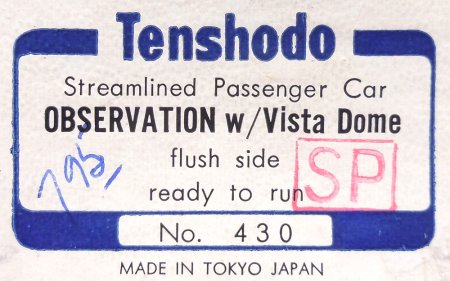 Tenshodo
Streamlined Passenger Car
OBSERVATION w/Vista Dome
flush side
ready to run
SP
No. 430
MADE IN TOKYO JAPAN